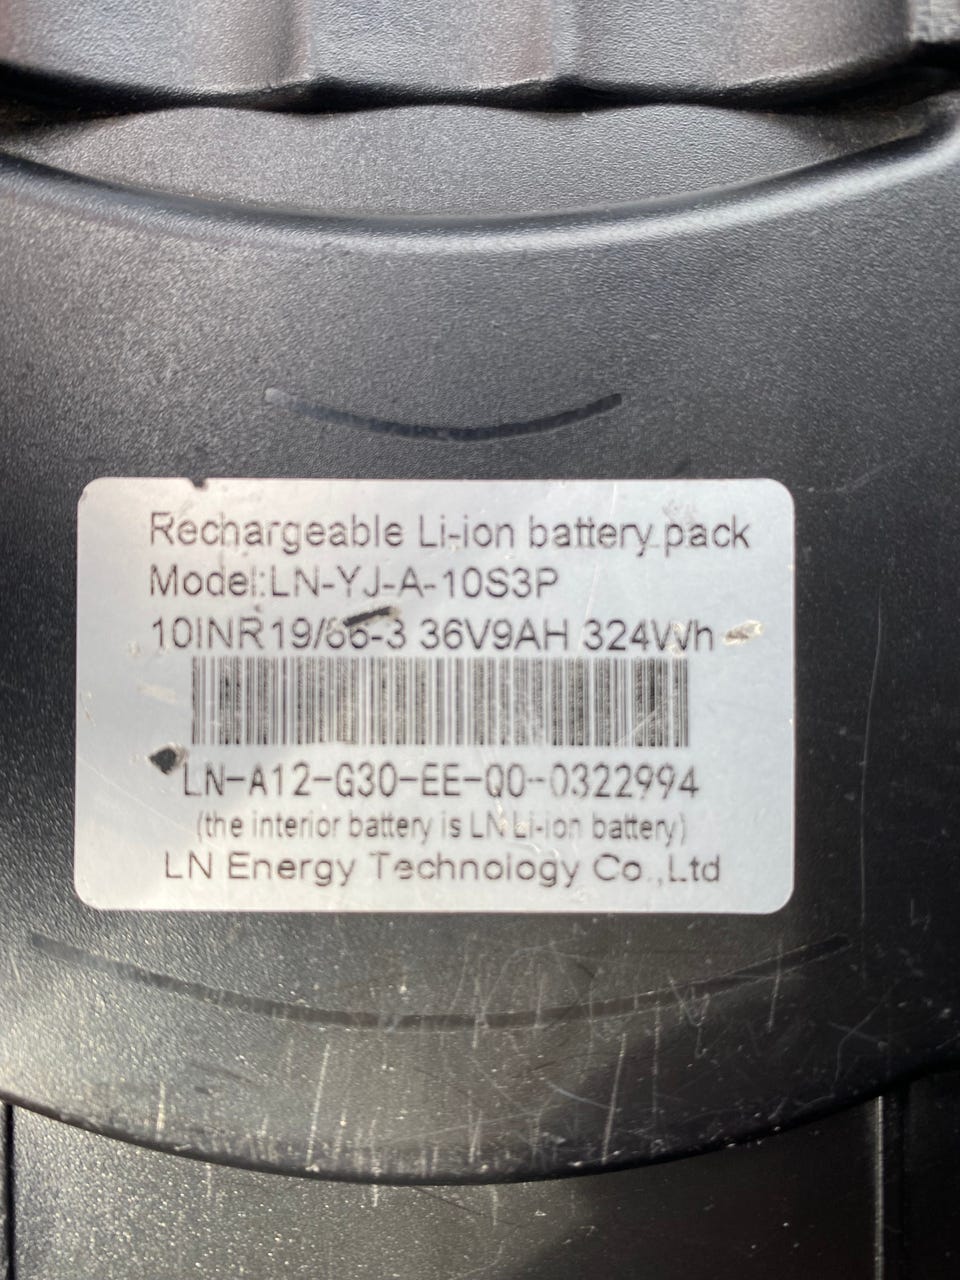 Rechargeable Li-ion battery pack
Model:LN-YJ-A-10S3P
10INR19/66-3 36V9AH 324Wh
LN-A12-G30-EE-Q0-0322994
(the interior battery is LN Li-ion battery)
LN Energy Technology Co.,Ltd